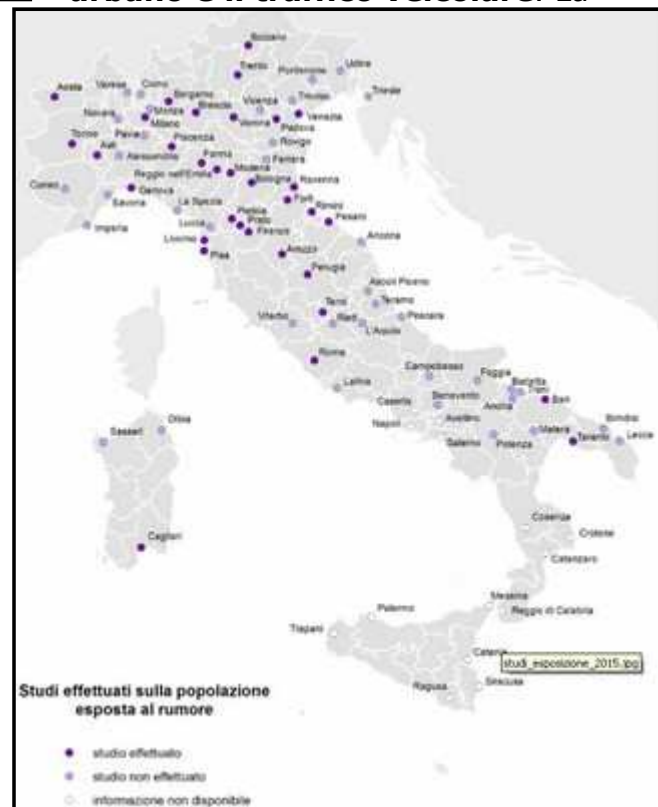 urbano e il traffico veicolare. La
Bolzano
Trento
Pordenone
Udine
Aosta
Varese
Como
Bergamo
Vicenza
Treviso
Trieste
Novara
Monza
Milano
Brescia
Verona
Padova
Venezia
Torino
Pavia
Piacenza
Rovigo
Asti
Alessandria
Parma
Modena
Ferrara
Reggio nell'Emilia
Bologna
Ravenna
Cuneo
Genova
Savona
La Spezia
Forlì
Rimini
Imperia
Lucca
Pistoia
Prato
Firenze
Pesaro
Livorno
Pisa
Arezzo
Ancona
Perugia
Ascoli Piceno
Terni
Teramo
Viterbo
Rieti
L'Aquila
Pescara
Roma
Latina
Campobasso
Foggia
Barletta
Trani
Caserta
Benevento
Andria
Bari
Napoli
Avellino
Matera
Brindisi
Salerno
Potenza
Taranto
Lecce
Sassari
Olbia
Cagliari
Cosenza
Crotone
Catanzaro
Messina
Reggio di Calabria
Palermo
Trapani
Catania
studi_esposizione_2015.jpg
Ragusa
Siracusa
Studi effettuati sulla popolazione
esposta al rumore
studio effettuato
studio non effettuato
informazione non disponibile